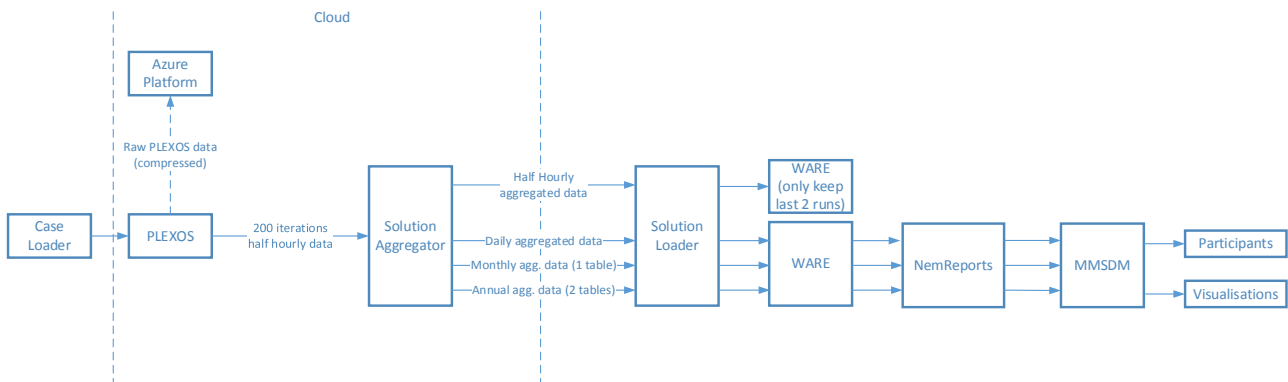 Cloud
Azure
Platform
Raw PLEXOS data
(compressed)
Case
Loader
PLEXOS
200 iterations
half hourly data
Solution
Aggregator
Half Hourly
aggregated data
Daily aggregated data
Monthly agg. data (1 table)
Annual agg. data (2 tables)
Solution
Loader
WARE
(only keep
last 2 runs)
WARE
NemReports
MMSDM
Participants
Visualisations